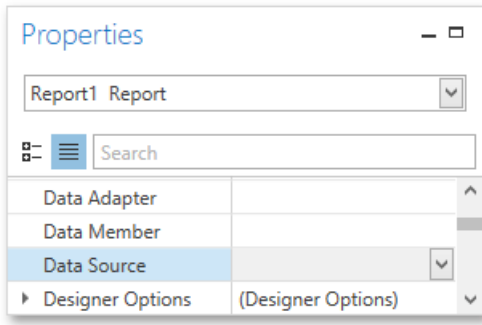 Properties
Report1 Report
Search
Data Adapter
Data Member
Data Source
Designer Options (Designer Options)